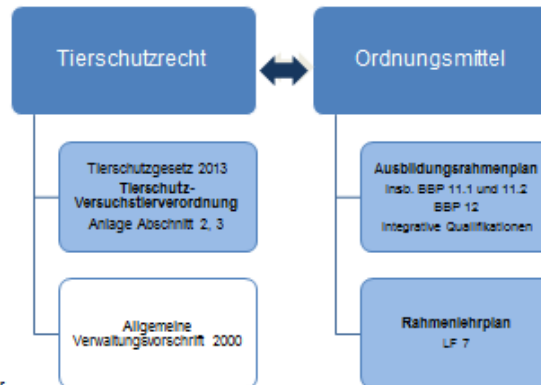 Tierschutzrecht
Ordnungsmittel
Tierschutzgesetz 2013
Tierschutz-
Versuchstierverordnung
Anlage Abschnitt 2, 3
Allgemeine
Verwaltungsvorschrift 2000
Ausbildungsrahmenplan
Insb. BBP 11.1 und 11.2
BBP 12
Integrative Qualifikationen
Rahmenlehrplan
LF 7